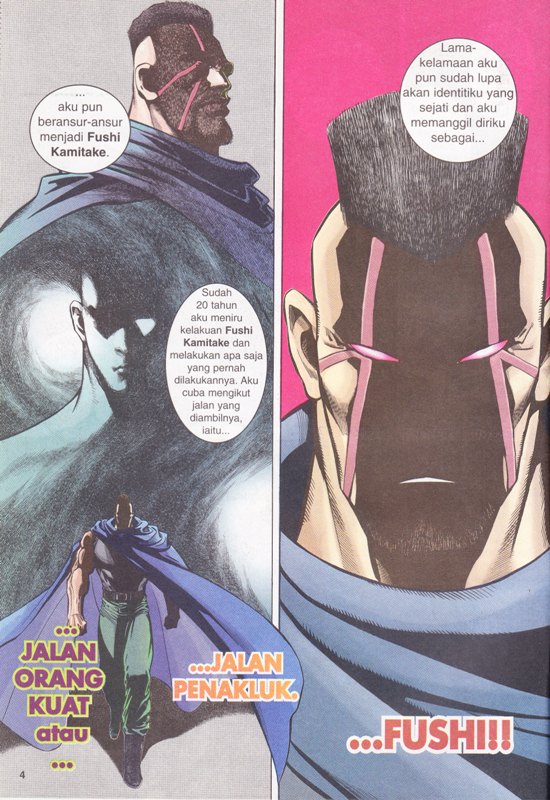 ...
aku pun
beransur-ansur
menjadi Fushi
Kamitake.
Sudah
20 tahun
aku meniru
kelakuan Fushi
Kamitake dan
melakukan apa saja
yang pernah
dilakukannya. Aku
cuba mengikut
jalan yang
diambilnya,
iaitu...
...
JALAN
ORANG
KUAT
atau
...
...JALAN
PENAKLUK.
Lama-
kelamaan aku
pun sudah lupa
akan identitiku yang
sejati dan aku
memanggil diriku
sebagai...
...FUSHI!!
4